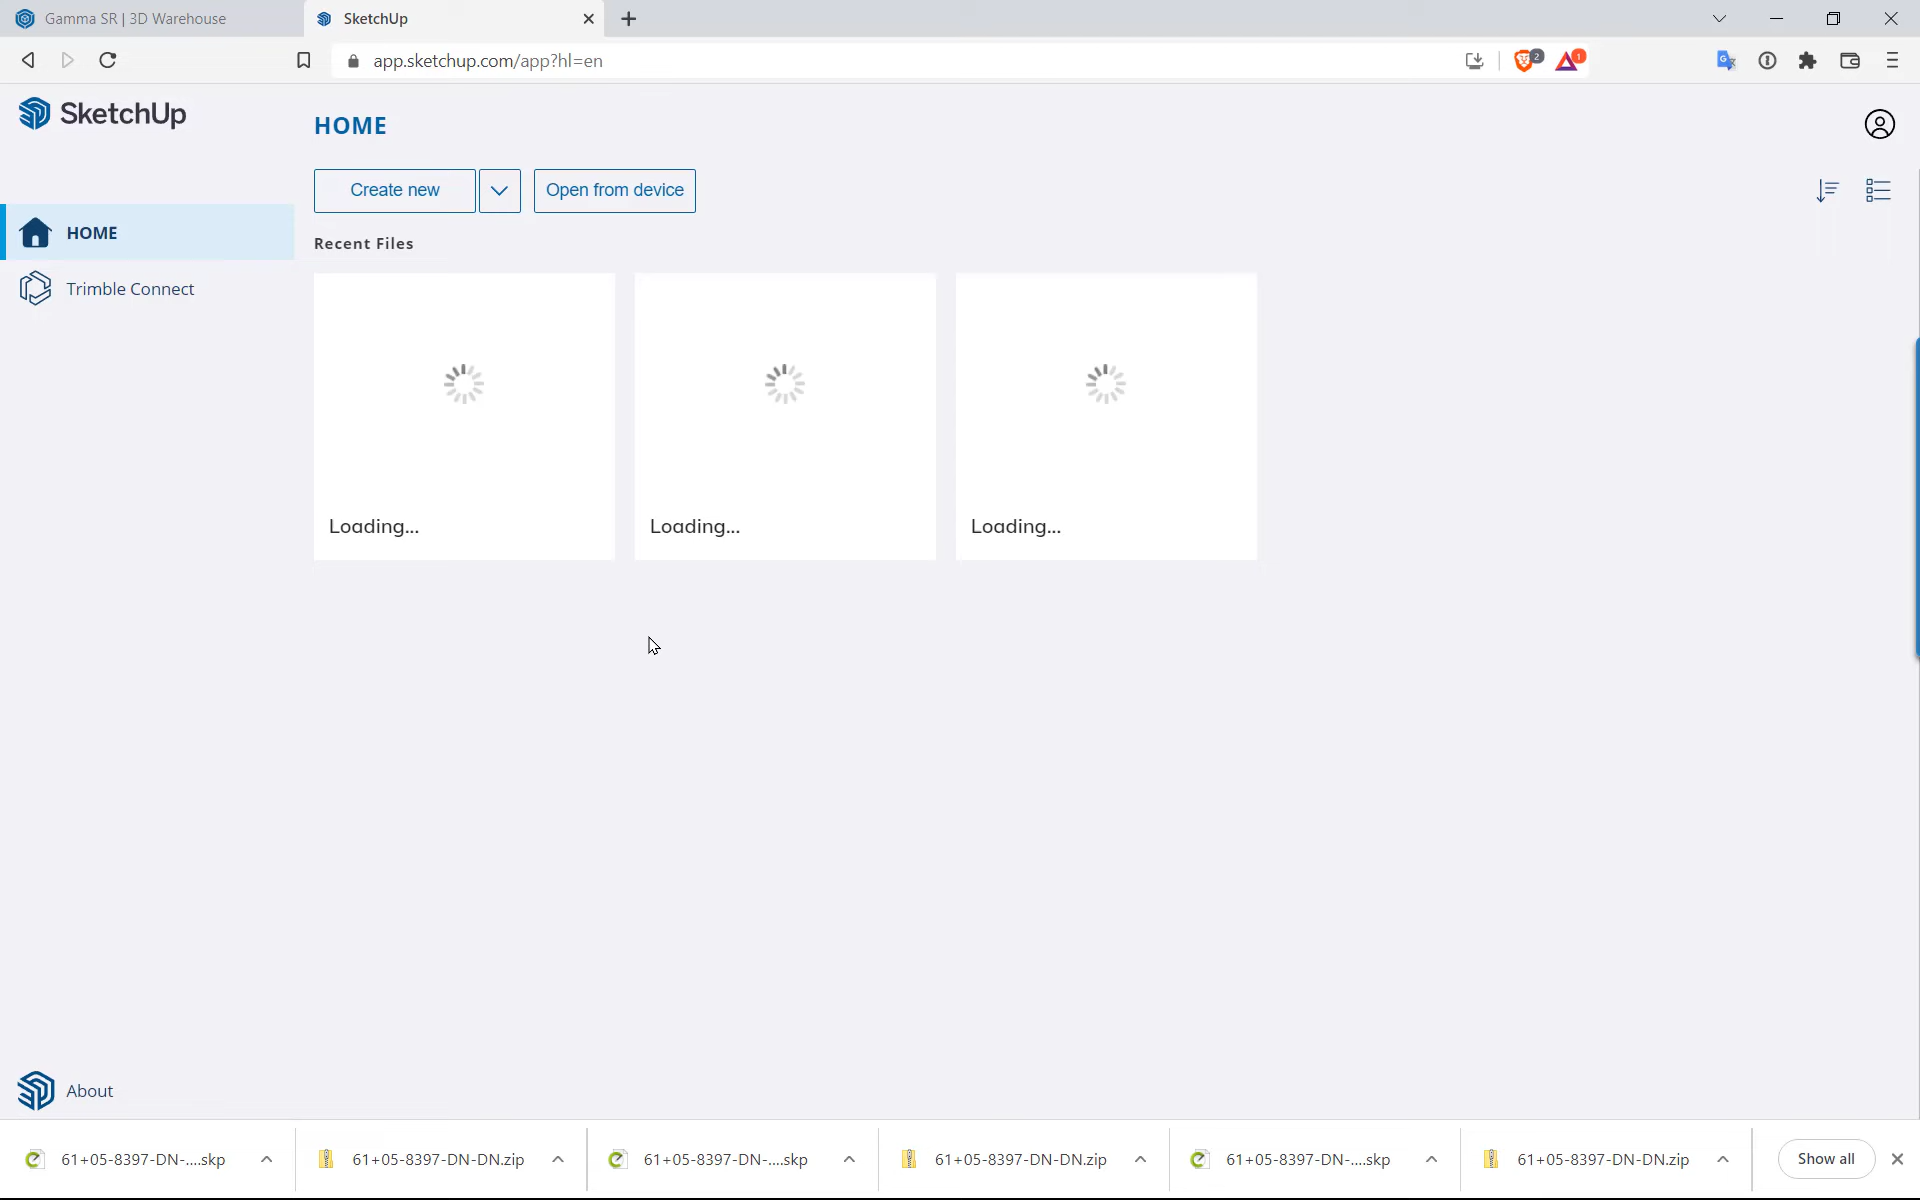 Gamma SR | 3D Warehouse
SketchUp
app.sketchup.com/app?hl=en
2
1
SketchUp
HOME
Create new
Open from device
HOME
Recent Files
Trimble Connect
Loading...
Loading...
Loading...
About
61+05-8397-DN-....skp
61+05-8397-DN-DN.zip
61+05-8397-DN-....skp
61+05-8397-DN-DN.zip
61+05-8397-DN-....skp
61+05-8397-DN-DN.zip
Show all